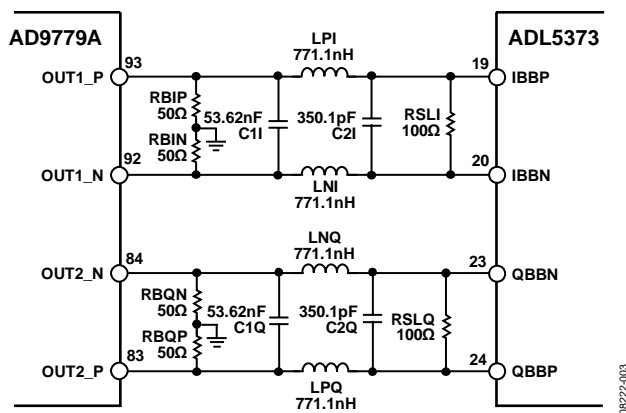 AD9779A
ADL5373
LPI
771.1nH
93
19
OUT1_P
IBBP
RBIP
50Ω
53.62nF
C1I
350.1pF
C2I
RSLI
100Ω
RBIN
50Ω
92
20
OUT1_N
IBBN
LNI
771.1nH
84
LNQ
771.1nH
23
OUT2_N
QBBN
RBQN
50Ω
53.62nF
C1Q
350.1pF
C2Q
RSLQ
100Ω
RBQP
50Ω
83
24
OUT2_P
QBBP
LPQ
771.1nH
08222-003